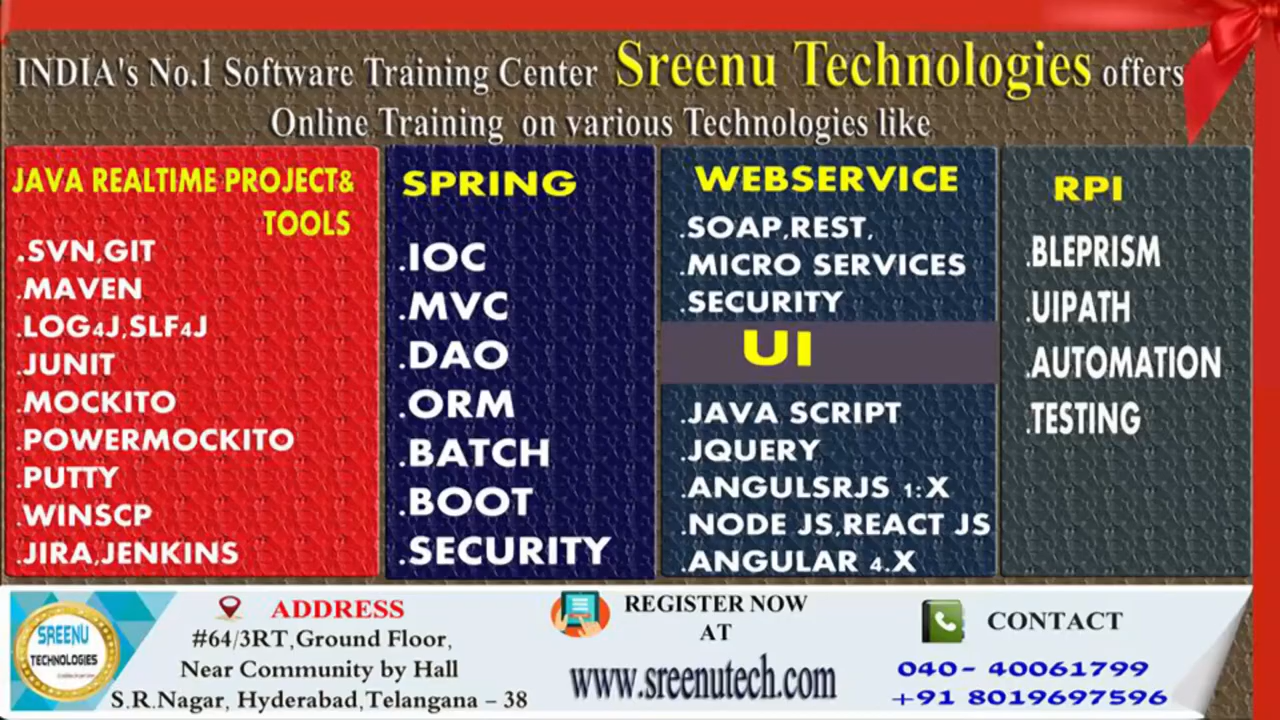 INDIA's No.1 Software Training Center Sreenu Technologies offers
Online Training on various Technologies like
JAVA REALTIME PROJECT&
TOOLS
.SVN,GIT
.MAVEN
.LOG4J,SLF4J
.JUNIT
.MOCKITO
.POWERMOCKITO
.PUTTY
.WINSCP
.JIRA,JENKINS
SPRING
.IOC
.MVC
.DAO
.ORM
.BATCH
.BOOT
.SECURITY
WEBSERVICE
.SOAP,REST,
.MICRO SERVICES
.SECURITY
UI
.JAVA SCRIPT
.JQUERY
.ANGULSRJS 1:X
.NODE JS,REACT JS
.ANGULAR 4.X
RPI
.BLEPRISM
.UIPATH
.AUTOMATION
.TESTING
SREENU
TECHNOLOGIES
ADDRESS
#64/3RT,Ground Floor,
Near Community by Hall
S.R.Nagar, Hyderabad,Telangana – 38
REGISTER NOW
AT
www.sreenutech.com
CONTACT
040- 40061799
+91 8019697596